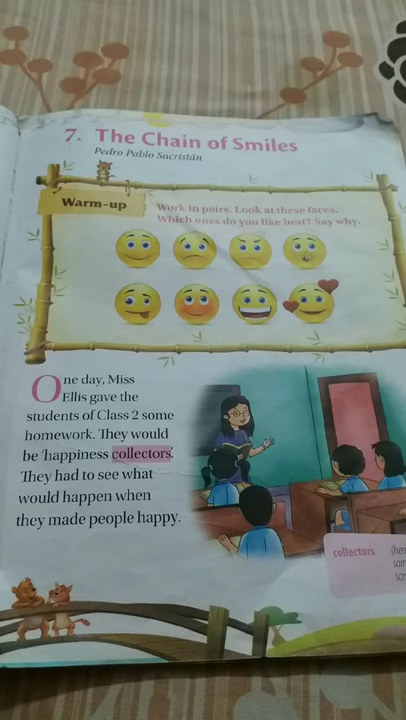 7. The Chain of Smiles
Pedro Pablo Sacristán
Warm-up
Work in pairs. Look at these faces.
Which ones do you like best? Say why.
One day, Miss
Ellis gave the
students of Class 2 some
homework. They would
be 'happiness collectors'.
They had to see what
would happen when
they made people happy.
collectors